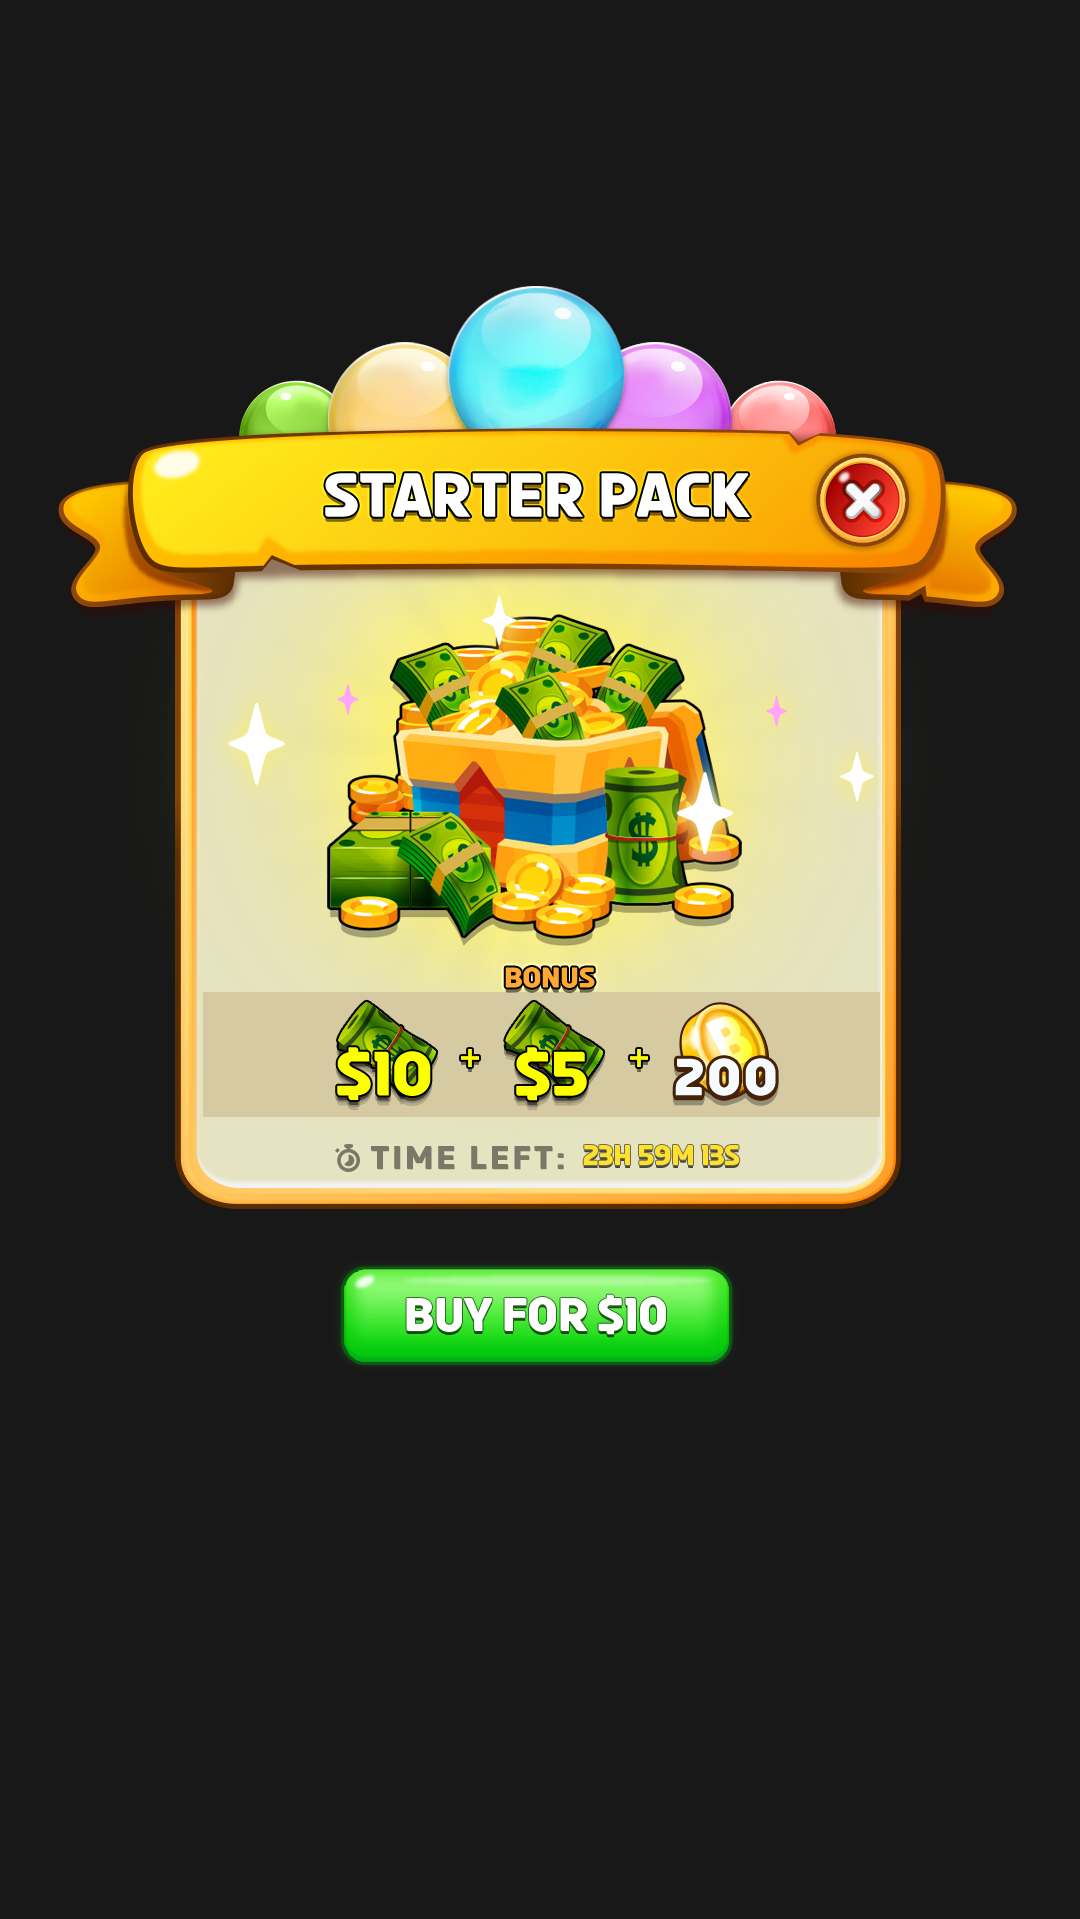 STARTER PACK
BONUS
$10 + $5 + 200
TIME LEFT: 23H 59M 13S
BUY FOR $10